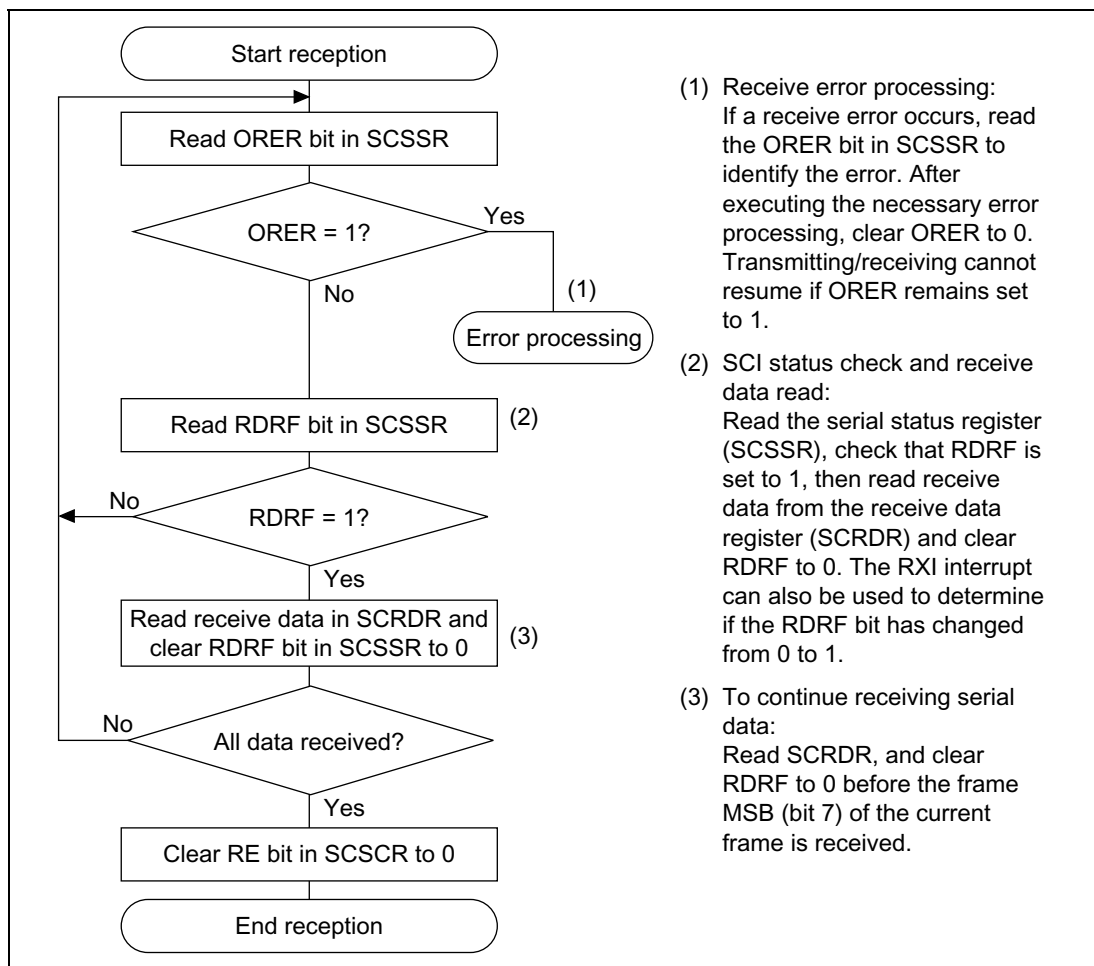 Start reception
Read ORER bit in SCSSR
ORER = 1?
Yes
No
(1)
Error processing
Read RDRF bit in SCSSR
(2)
No
RDRF = 1?
Yes
Read receive data in SCRDR and
clear RDRF bit in SCSSR to 0
(3)
No
All data received?
Yes
Clear RE bit in SCSCR to 0
End reception
(1) Receive error processing:
If a receive error occurs, read
the ORER bit in SCSSR to
identify the error. After
executing the necessary error
processing, clear ORER to 0.
Transmitting/receiving cannot
resume if ORER remains set
to 1.
(2) SCI status check and receive
data read:
Read the serial status register
(SCSSR), check that RDRF is
set to 1, then read receive
data from the receive data
register (SCRDR) and clear
RDRF to 0. The RXI interrupt
can also be used to determine
if the RDRF bit has changed
from 0 to 1.
(3) To continue receiving serial
data:
Read SCRDR, and clear
RDRF to 0 before the frame
MSB (bit 7) of the current
frame is received.